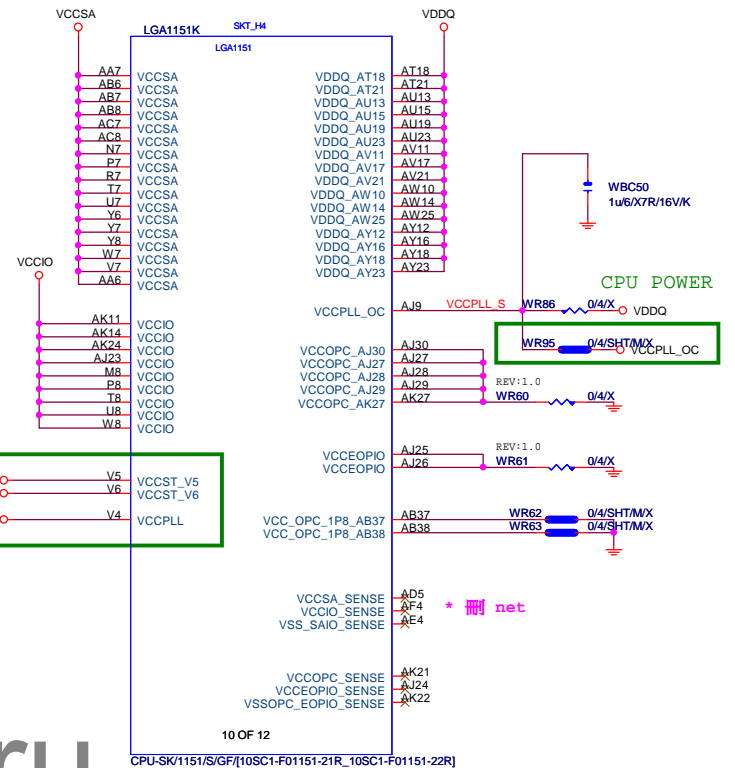 VCCSA
LGA1151K
SKT_H4
VDDQ
LGA1151
AA7 VCCSA VDDQ_AT18 AT18
AB6 VCCSA VDDQ_AT21 AT21
AB7 VCCSA VDDQ_AU13 AU13
AB8 VCCSA VDDQ_AU15 AU15
AC7 VCCSA VDDQ_AU19 AU19
AC8 VCCSA VDDQ_AU23 AU23
N7 VCCSA VDDQ_AV11 AV11
P7 VCCSA VDDQ_AV17 AV17
R7 VCCSA VDDQ_AV21 AV21
T7 VCCSA VDDQ_AW10 AW10
U7 VCCSA VDDQ_AW14 AW14
Y6 VCCSA VDDQ_AW25 AW25
Y7 VCCSA VDDQ_AY12 AY12
Y8 VCCSA VDDQ_AY16 AY16
W7 VCCSA VDDQ_AY18 AY18
V7 VCCSA VDDQ_AY23 AY23
AA6 VCCSA
WBC50
1u/6/X7R/16V/K
VCCIO
CPU POWER
VCCPLL_OC AJ9 VCCPLL_S WR86 0/4/X VDDQ
AK11 VCCIO
AK14 VCCIO
AK24 VCCIO VCCOPC_AJ30 AJ30 WR95 0/4/SHT/M/X VCCPLL_OC
AJ23 VCCIO VCCOPC_AJ27 AJ27
M8 VCCIO VCCOPC_AJ28 AJ28
P8 VCCIO VCCOPC_AJ29 AJ29 REV:1.0
T8 VCCIO VCCOPC_AK27 AK27 WR60 0/4/X
U8 VCCIO
W8 VCCIO
REV:1.0
VCCEOPIO AJ25
VCCEOPIO AJ26 WR61 0/4/X
V5 VCCST_V5
V6 VCCST_V6
V4 VCCPLL VCC_OPC_1P8_AB37 AB37 WR62 0/4/SHT/M/X
VCC_OPC_1P8_AB38 AB38 WR63 0/4/SHT/M/X
VCCSA_SENSE AD5
VCCIO_SENSE AF4 * 刪 net
VSS_SAIO_SENSE AE4
VCCOPC_SENSE AK21
VCCEOPIO_SENSE AJ24
VSSOPC_EOPIO_SENSE AK22
10 OF 12
ru
CPU-SK/1151/S/GF/[10SC1-F01151-21R_10SC1-F01151-22R]